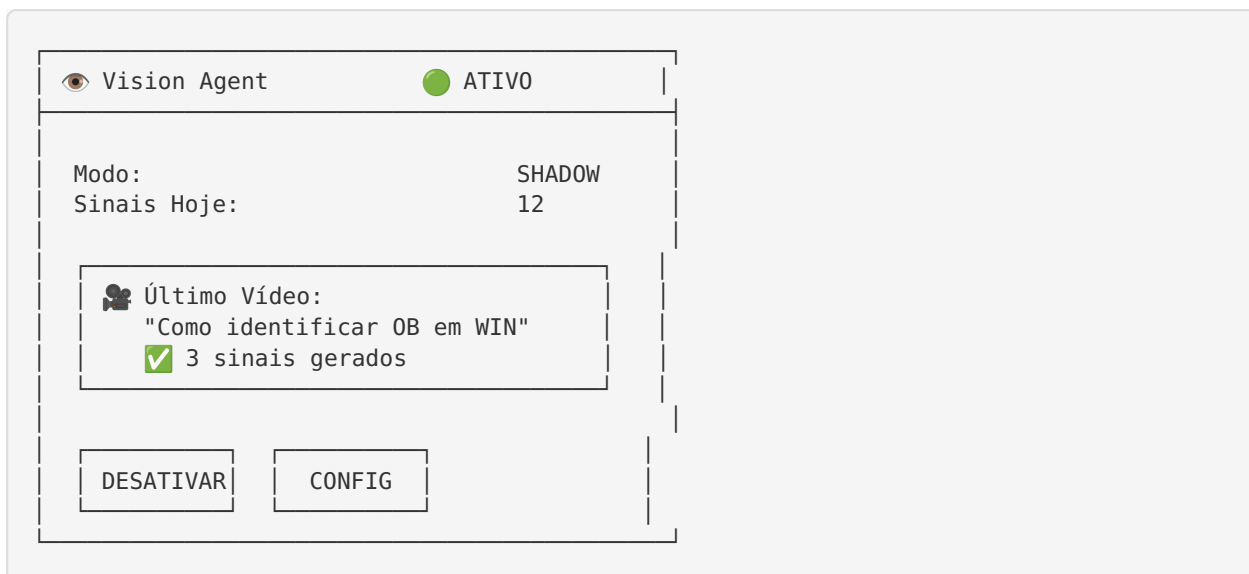 👁️ Vision Agent 🟢 ATIVO
Modo: SHADOW
Sinais Hoje: 12
🎥 Último Vídeo:
"Como identificar OB em WIN"
✅ 3 sinais gerados
DESATIVAR CONFIG